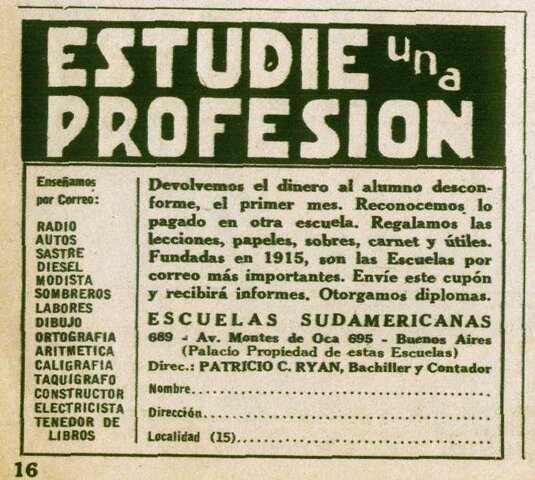 ESTUDIE una
PROFESION
Enseñamos
por Correo:
RADIO
AUTOS
SASTRE
DIESEL
MODISTA
SOMBREROS
LABORES
DIBUJO
ORTOGRAFIA
ARITMETICA
CALIGRAFIA
TAQUIGRAFO
CONSTRUCTOR
ELECTRICISTA
TENEDOR DE
LIBROS
Devolvemos el dinero al alumno descon-
forme, el primer mes. Reconocemos lo
pagado en otra escuela. Regalamos las
lecciones, papeles, sobres, carnet y útiles.
Fundadas en 1915, son las Escuelas por
correo más importantes. Envíe este cupón
y recibirá informes. Otorgamos diplomas.
ESCUELAS SUDAMERICANAS
689 - Av. Montes de Oca 695 - Buenos Aires
(Palacio Propiedad de estas Escuelas)
Direc.: PATRICIO C. RYAN, Bachiller y Contador
Nombre
Dirección
Localidad (15)
16